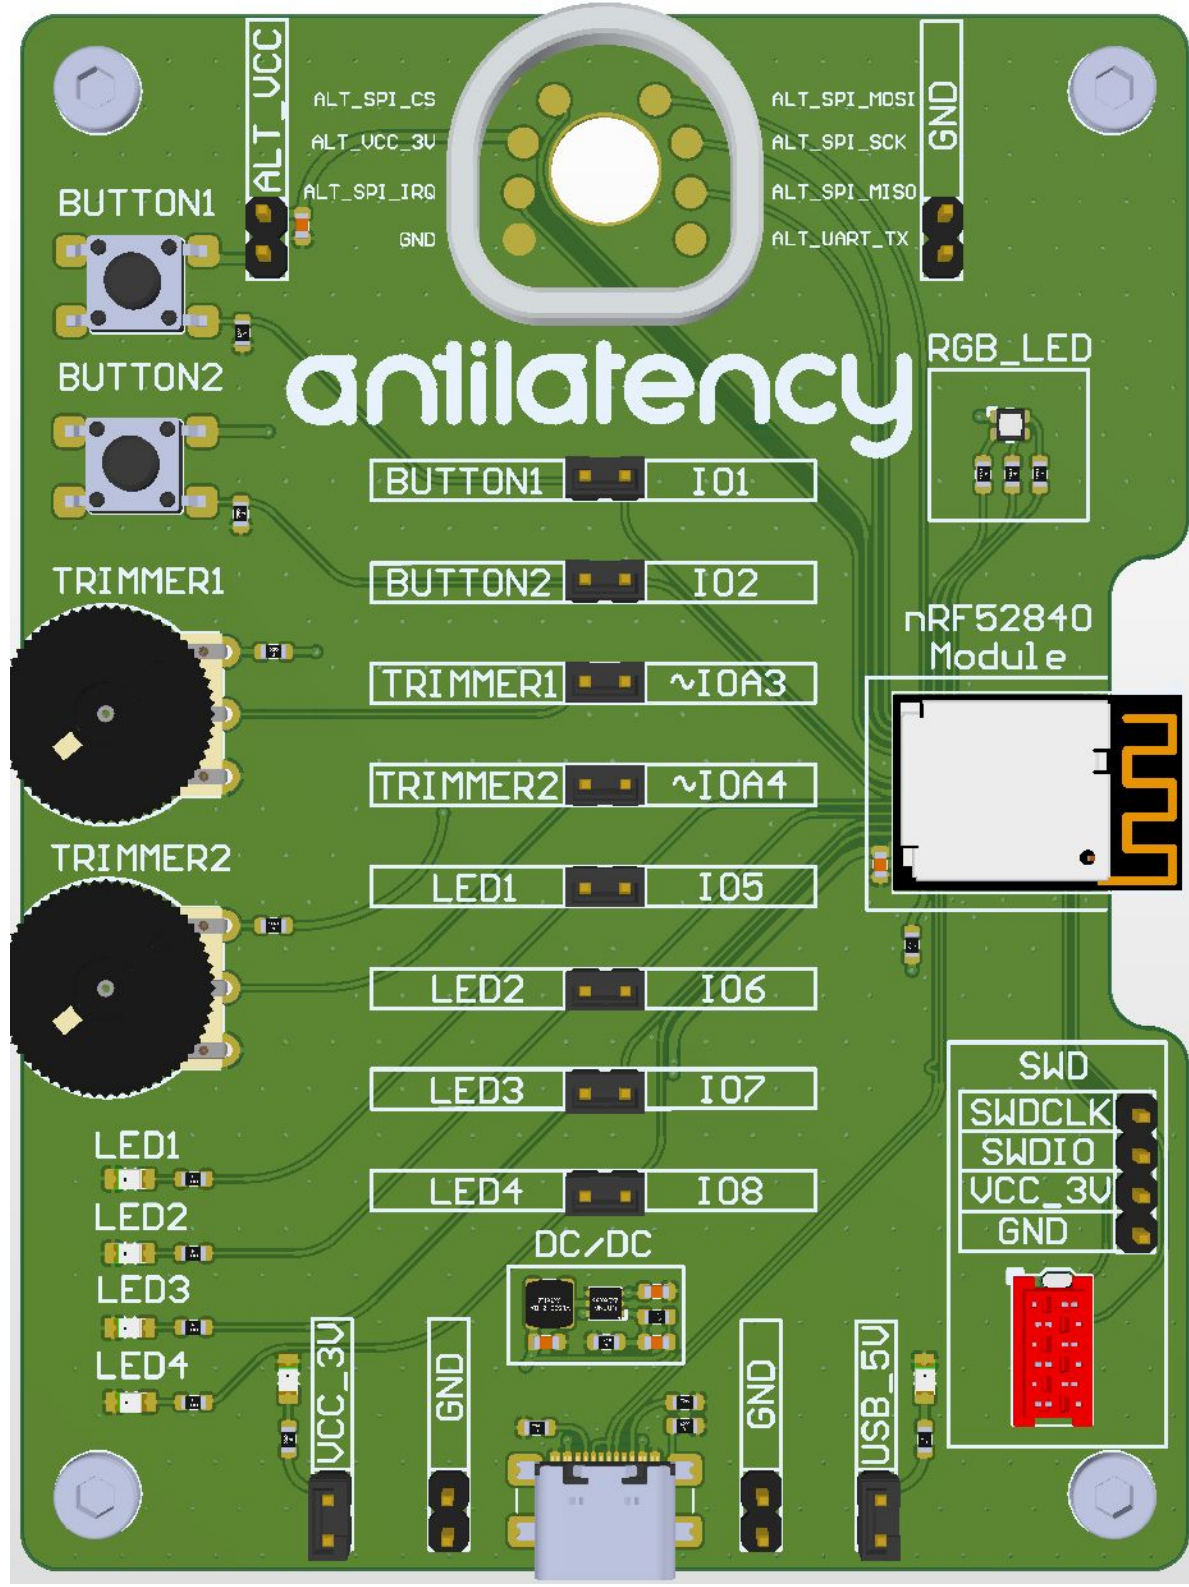 ALT_VCC
GND
ALT_SPI_CS
ALT_SPI_MOSI
ALT_VCC_3V
ALT_SPI_SCK
ALT_SPI_IRQ
ALT_SPI_MISO
GND
ALT_UART_TX
BUTTON1
antilatency
RGB_LED
BUTTON2
BUTTON1 IO1
BUTTON2 IO2
TRIMMER1
nRF52840
Module
TRIMMER1 ~IOA3
TRIMMER2 ~IOA4
TRIMMER2
LED1 IO5
LED2 IO6
SWD
LED3 IO7
SWDCLK
LED1
SWDIO
LED4 IO8
VCC_3V
LED2
GND
DC/DC
LED3
LED4
VCC_3V
GND
GND
USB_5V